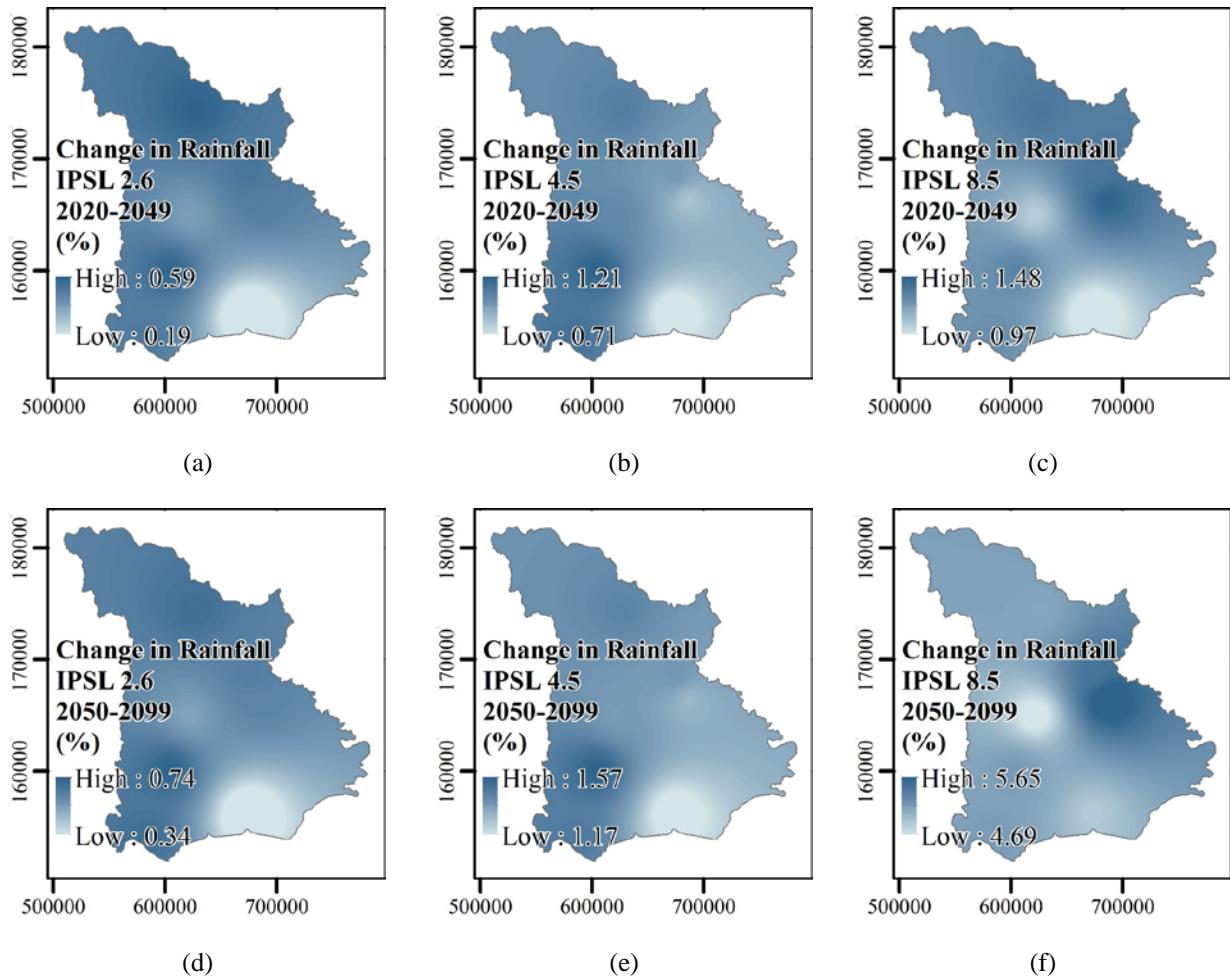 180000
170000
160000
Change in Rainfall
IPSL 2.6
2020-2049
(%)
High : 0.59
Low : 0.19
500000 600000 700000
(a)
180000
170000
160000
Change in Rainfall
IPSL 4.5
2020-2049
(%)
High : 1.21
Low : 0.71
500000 600000 700000
(b)
180000
170000
160000
Change in Rainfall
IPSL 8.5
2020-2049
(%)
High : 1.48
Low : 0.97
500000 600000 700000
(c)
180000
170000
160000
Change in Rainfall
IPSL 2.6
2050-2099
(%)
High : 0.74
Low : 0.34
500000 600000 700000
(d)
180000
170000
160000
Change in Rainfall
IPSL 4.5
2050-2099
(%)
High : 1.57
Low : 1.17
500000 600000 700000
(e)
180000
170000
160000
Change in Rainfall
IPSL 8.5
2050-2099
(%)
High : 5.65
Low : 4.69
500000 600000 700000
(f)